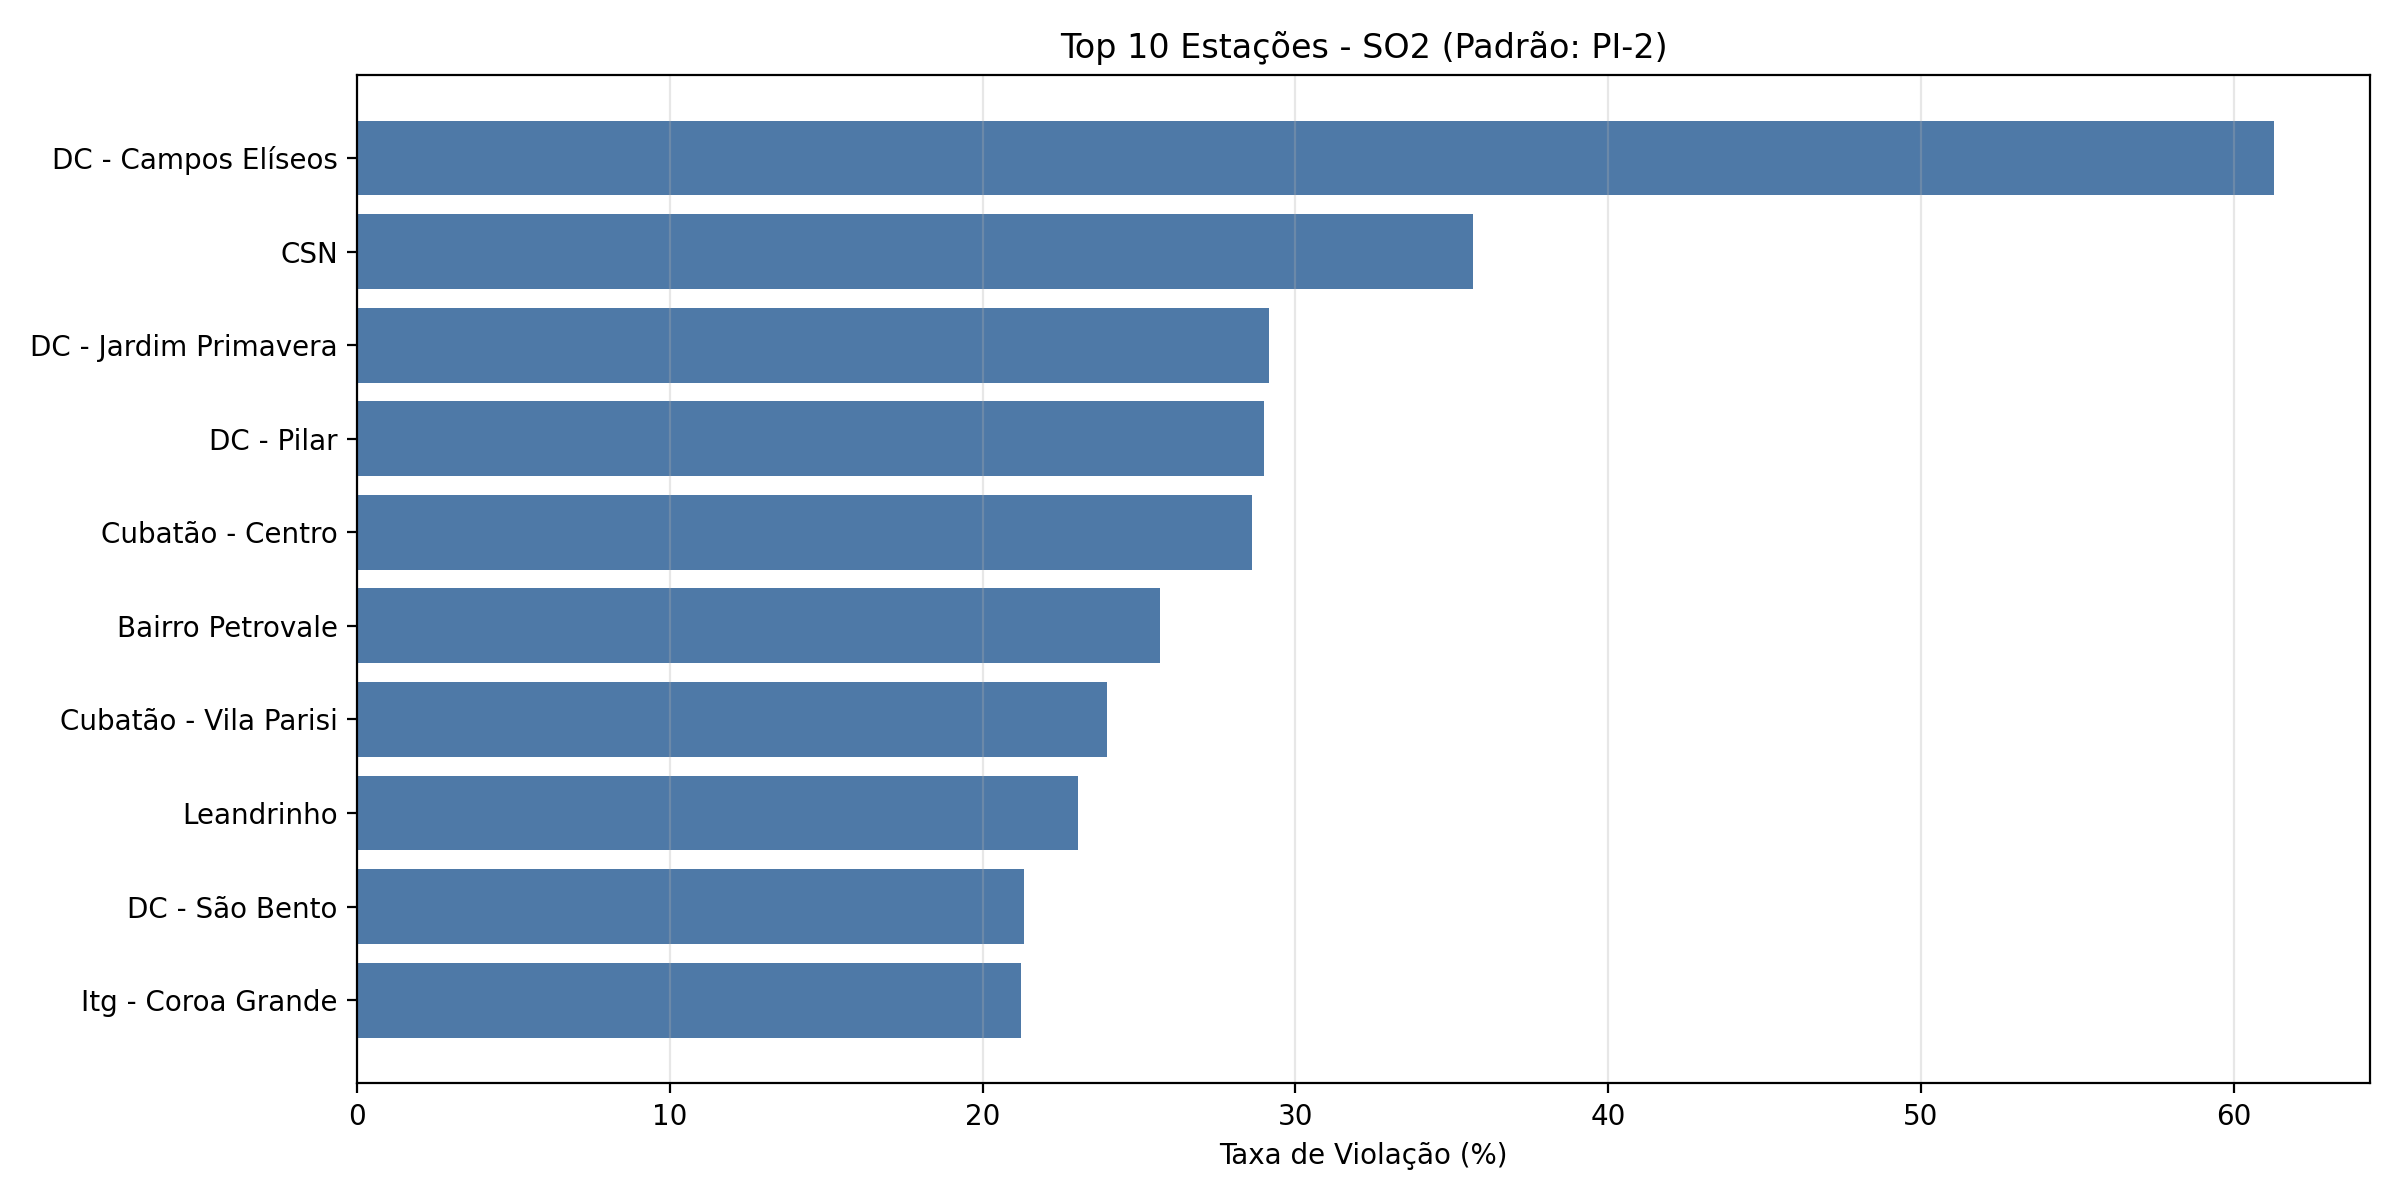 Top 10 Estações - SO2 (Padrão: PI-2)
DC - Campos Elíseos
CSN
DC - Jardim Primavera
DC - Pilar
Cubatão - Centro
Bairro Petrovale
Cubatão - Vila Parisi
Leandrinho
DC - São Bento
Itg - Coroa Grande
0 10 20 30 40 50 60
Taxa de Violação (%)